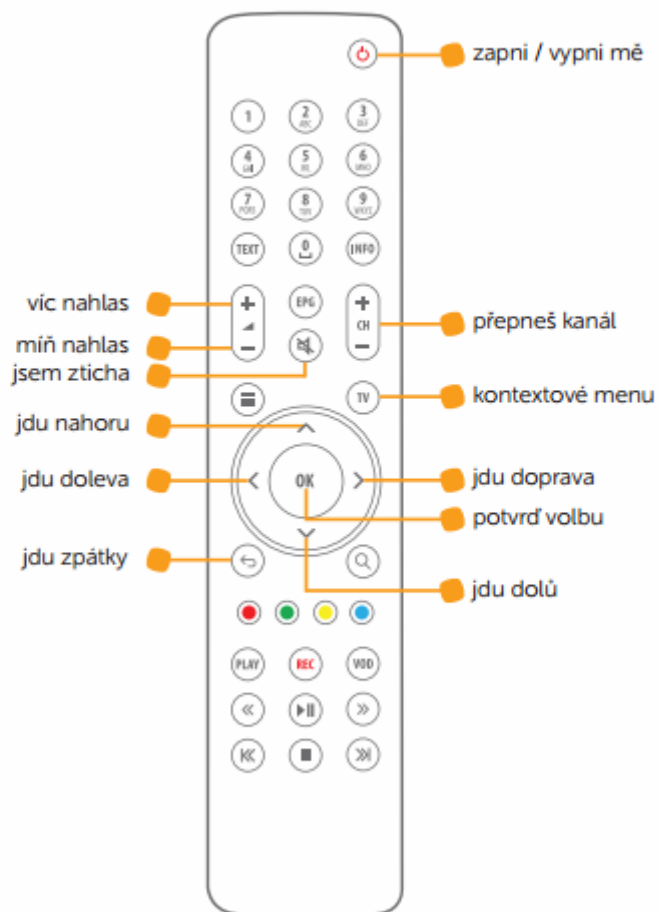 zapni / vypni mě
1
2
ABC
3
DEF
4
5
6
MNO
7
PQRS
8
TUV
9
WXYZ
TEXT
0
INFO
víc nahlas
+
EPG
+
CH
přepneš kanál
míň nahlas
−
−
jsem zticha
TV
kontextové menu
jdu nahoru
jdu doleva
OK
jdu doprava
potvrď volbu
jdu zpátky
jdu dolů
PLAY
REC
VOD